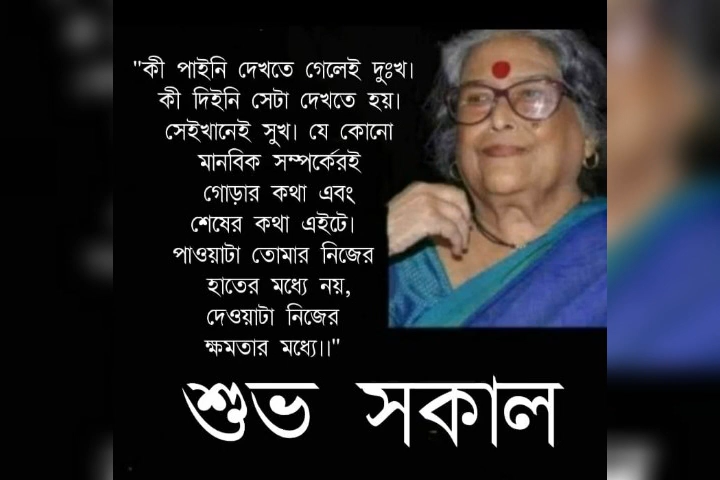 "কী পাইনি দেখতে গেলেই দুঃখ।
কী দিইনি সেটা দেখতে হয়।
সেইখানেই সুখ। যে কোনো
মানবিক সম্পর্কেরই
গোড়ার কথা এবং
শেষের কথা এইটে।
পাওয়াটা তোমার নিজের
হাতের মধ্যে নয়,
দেওয়াটা নিজের
ক্ষমতার মধ্যে।।"
শুভ সকাল